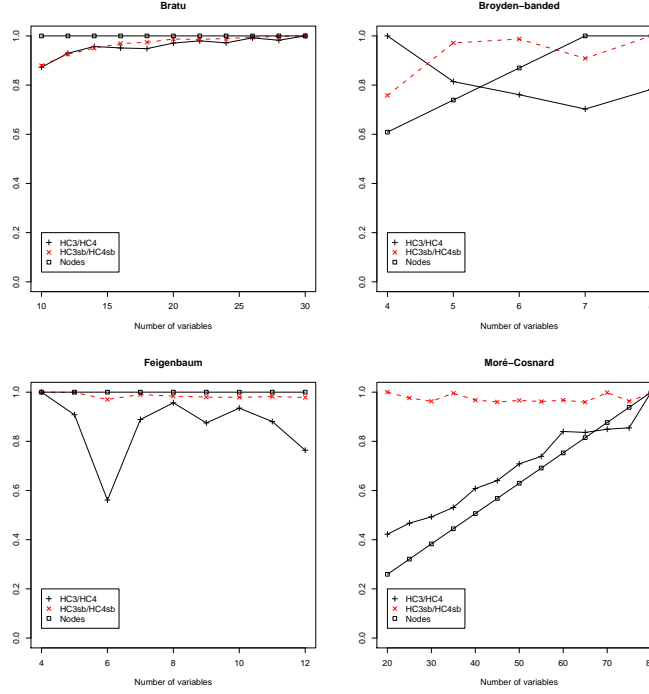 Bratu
1.0
0.8
0.6
0.4
0.2
0.0
HC3/HC4
HC3sb/HC4sb
Nodes
10
15
20
25
30
Number of variables
Broyden−banded
1.0
0.8
0.6
0.4
0.2
0.0
HC3/HC4
HC3sb/HC4sb
Nodes
4
5
6
7
Number of variables
Feigenbaum
1.0
0.8
0.6
0.4
0.2
0.0
HC3/HC4
HC3sb/HC4sb
Nodes
4
6
8
10
12
Number of variables
Moré−Cosnard
1.0
0.8
0.6
0.4
0.2
0.0
HC3/HC4
HC3sb/HC4sb
Nodes
20
30
40
50
60
70
Number of variables